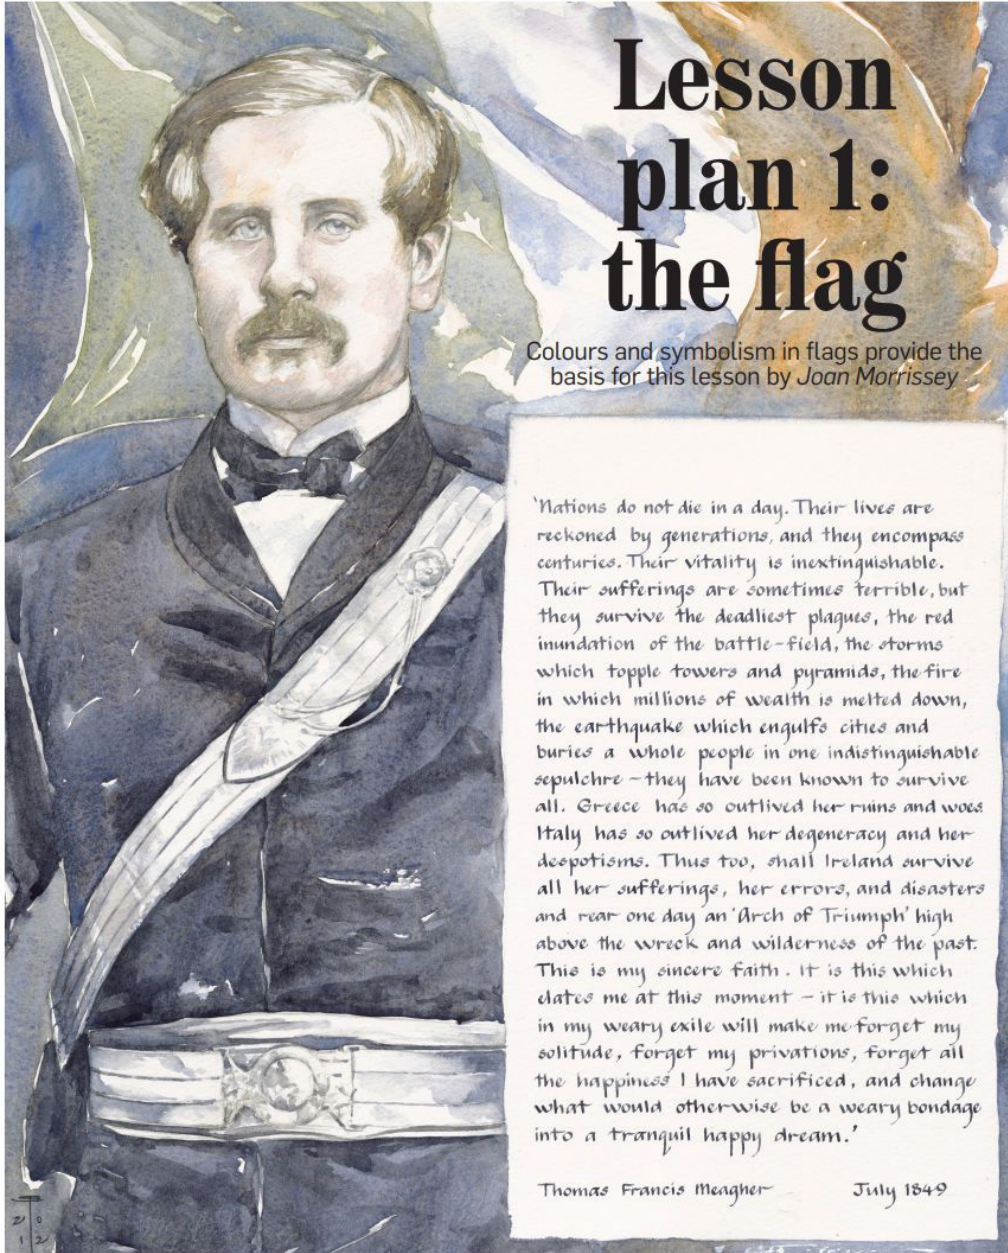 Lesson
plan 1:
the flag
Colours and symbolism in flags provide the
basis for this lesson by Joan Morrissey
'Nations do not die in a day. Their lives are
reckoned by generations, and they encompass
centuries. Their vitality is inextinguishable.
Their sufferings are sometimes terrible, but
they survive the deadliest plagues, the red
inundation of the battle-field, the storms
which topple towers and pyramids, the fire
in which millions of wealth is melted down,
the earthquake which engulfs cities and
buries a whole people in one indistinguishable
sepulchre – they have been known to survive
all. Greece has so outlived her ruins and woes
Italy has so outlived her degeneracy and her
despotisms. Thus too, shall Ireland survive
all her sufferings, her errors, and disasters
and rear one day an 'Arch of Triumph' high
above the wreck and wilderness of the past.
This is my sincere faith. It is this which
elates me at this moment – it is this which
in my weary exile will make me forget my
solitude, forget my privations, forget all
the happiness I have sacrificed, and change
what would otherwise be a weary bondage
into a tranquil happy dream.'
Thomas Francis Meagher July 1849
20
12